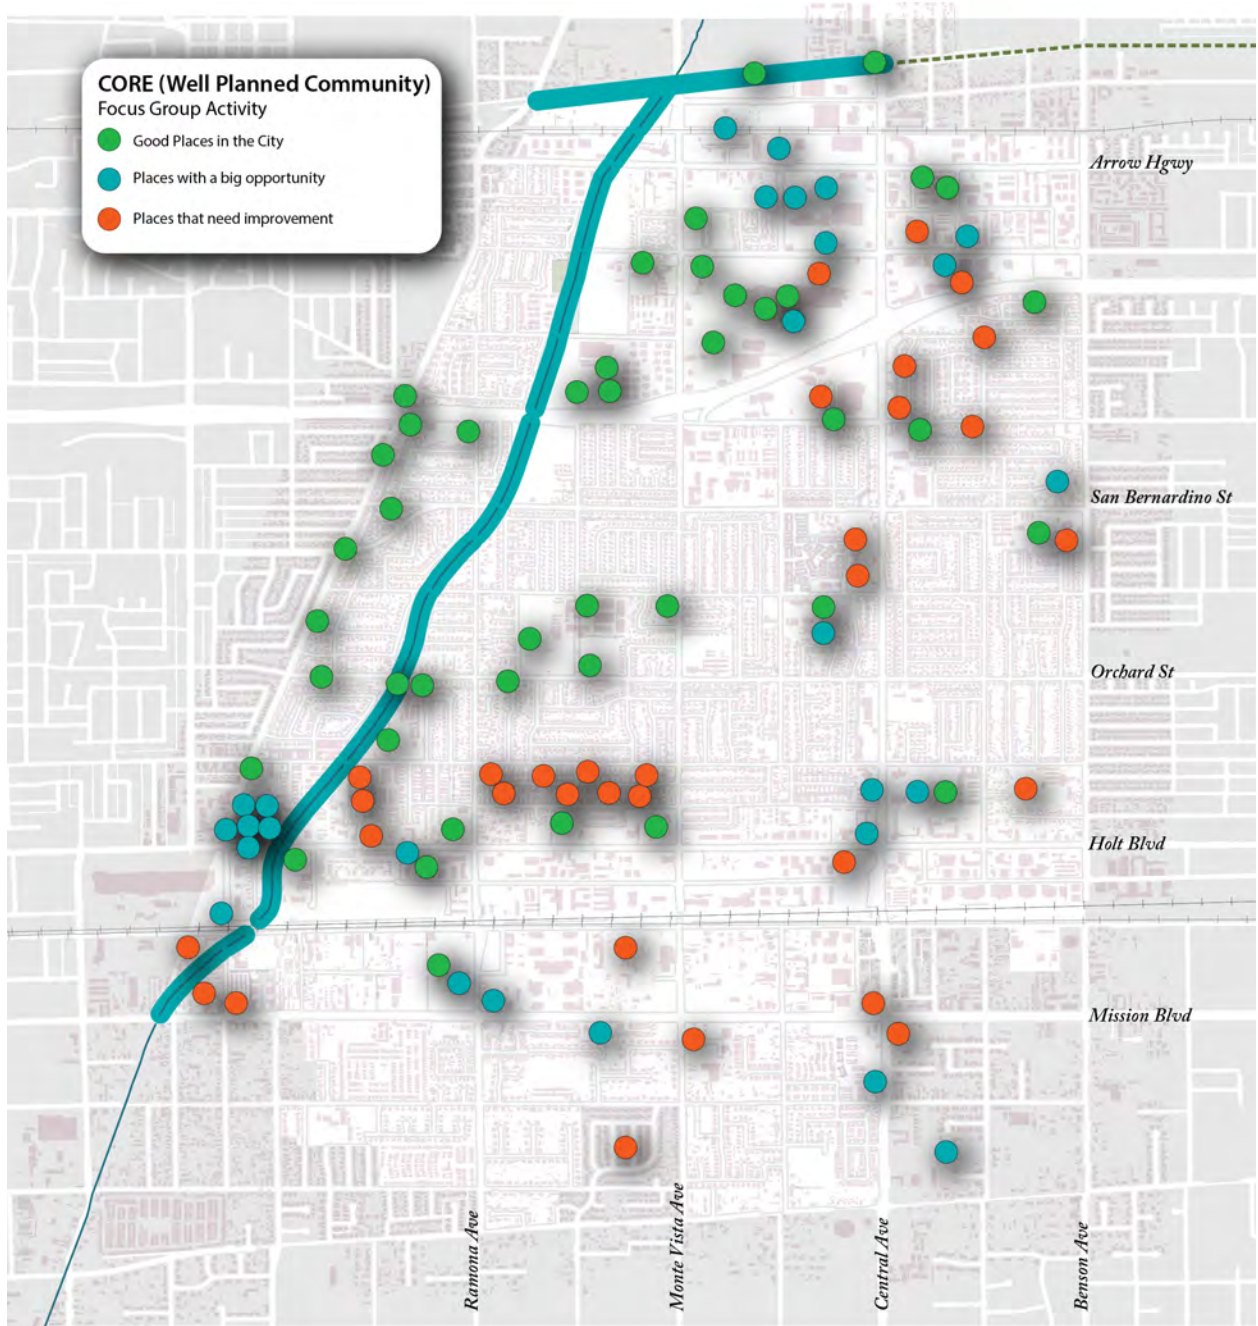 CORE (Well Planned Community)
Focus Group Activity
Good Places in the City
Places with a big opportunity
Places that need improvement
Arrow Hgwy
San Bernardino St
Orchard St
Holt Blvd
Mission Blvd
Ramona Ave
Monte Vista Ave
Central Ave
Benson Ave